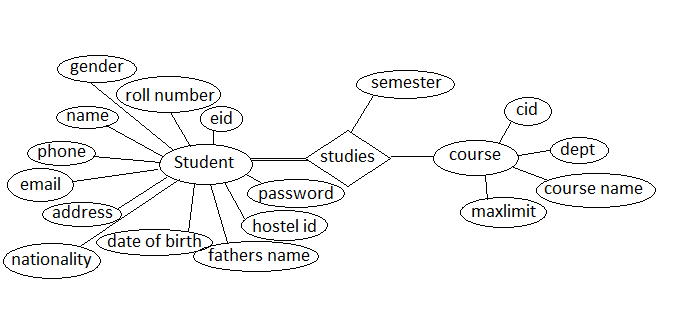 gender
roll number
semester
name
eid
cid
phone
Student
studies
course
dept
email
password
course name
address
hostel id
maxlimit
nationality
date of birth
fathers name